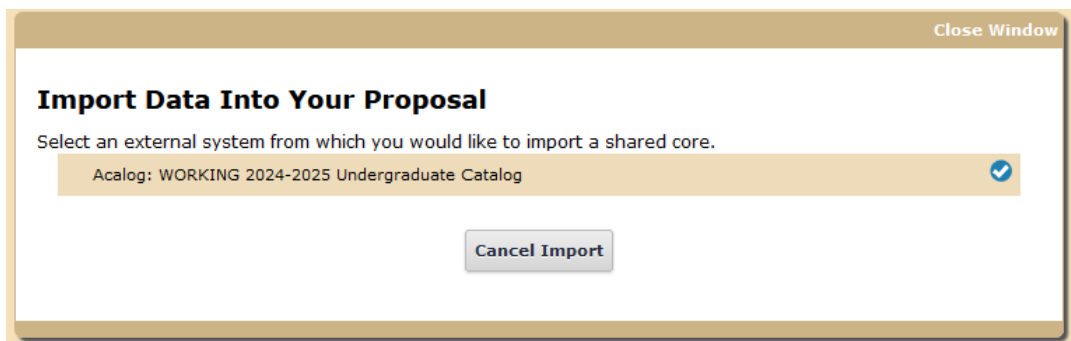 Close Window
Import Data Into Your Proposal
Select an external system from which you would like to import a shared core.
Acalog: WORKING 2024-2025 Undergraduate Catalog
Cancel Import